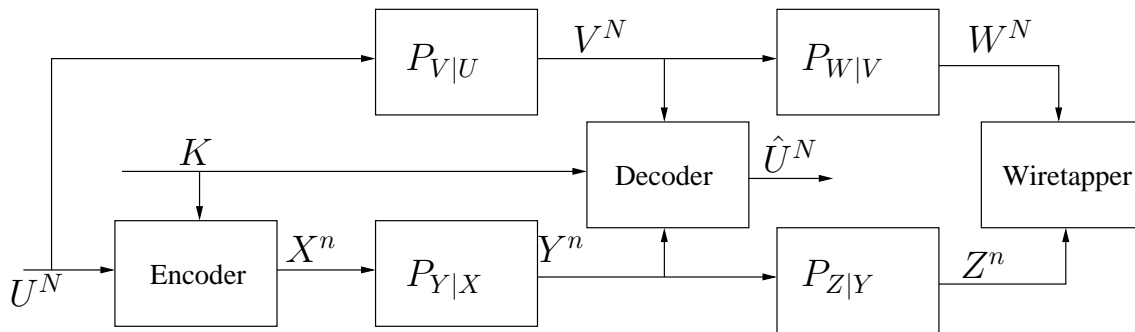 V^N
W^N
P_{V|U}
P_{W|V}
K
Decoder
\hat{U}^N
Wiretapper
U^N
Encoder
X^n
P_{Y|X}
Y^n
P_{Z|Y}
Z^n